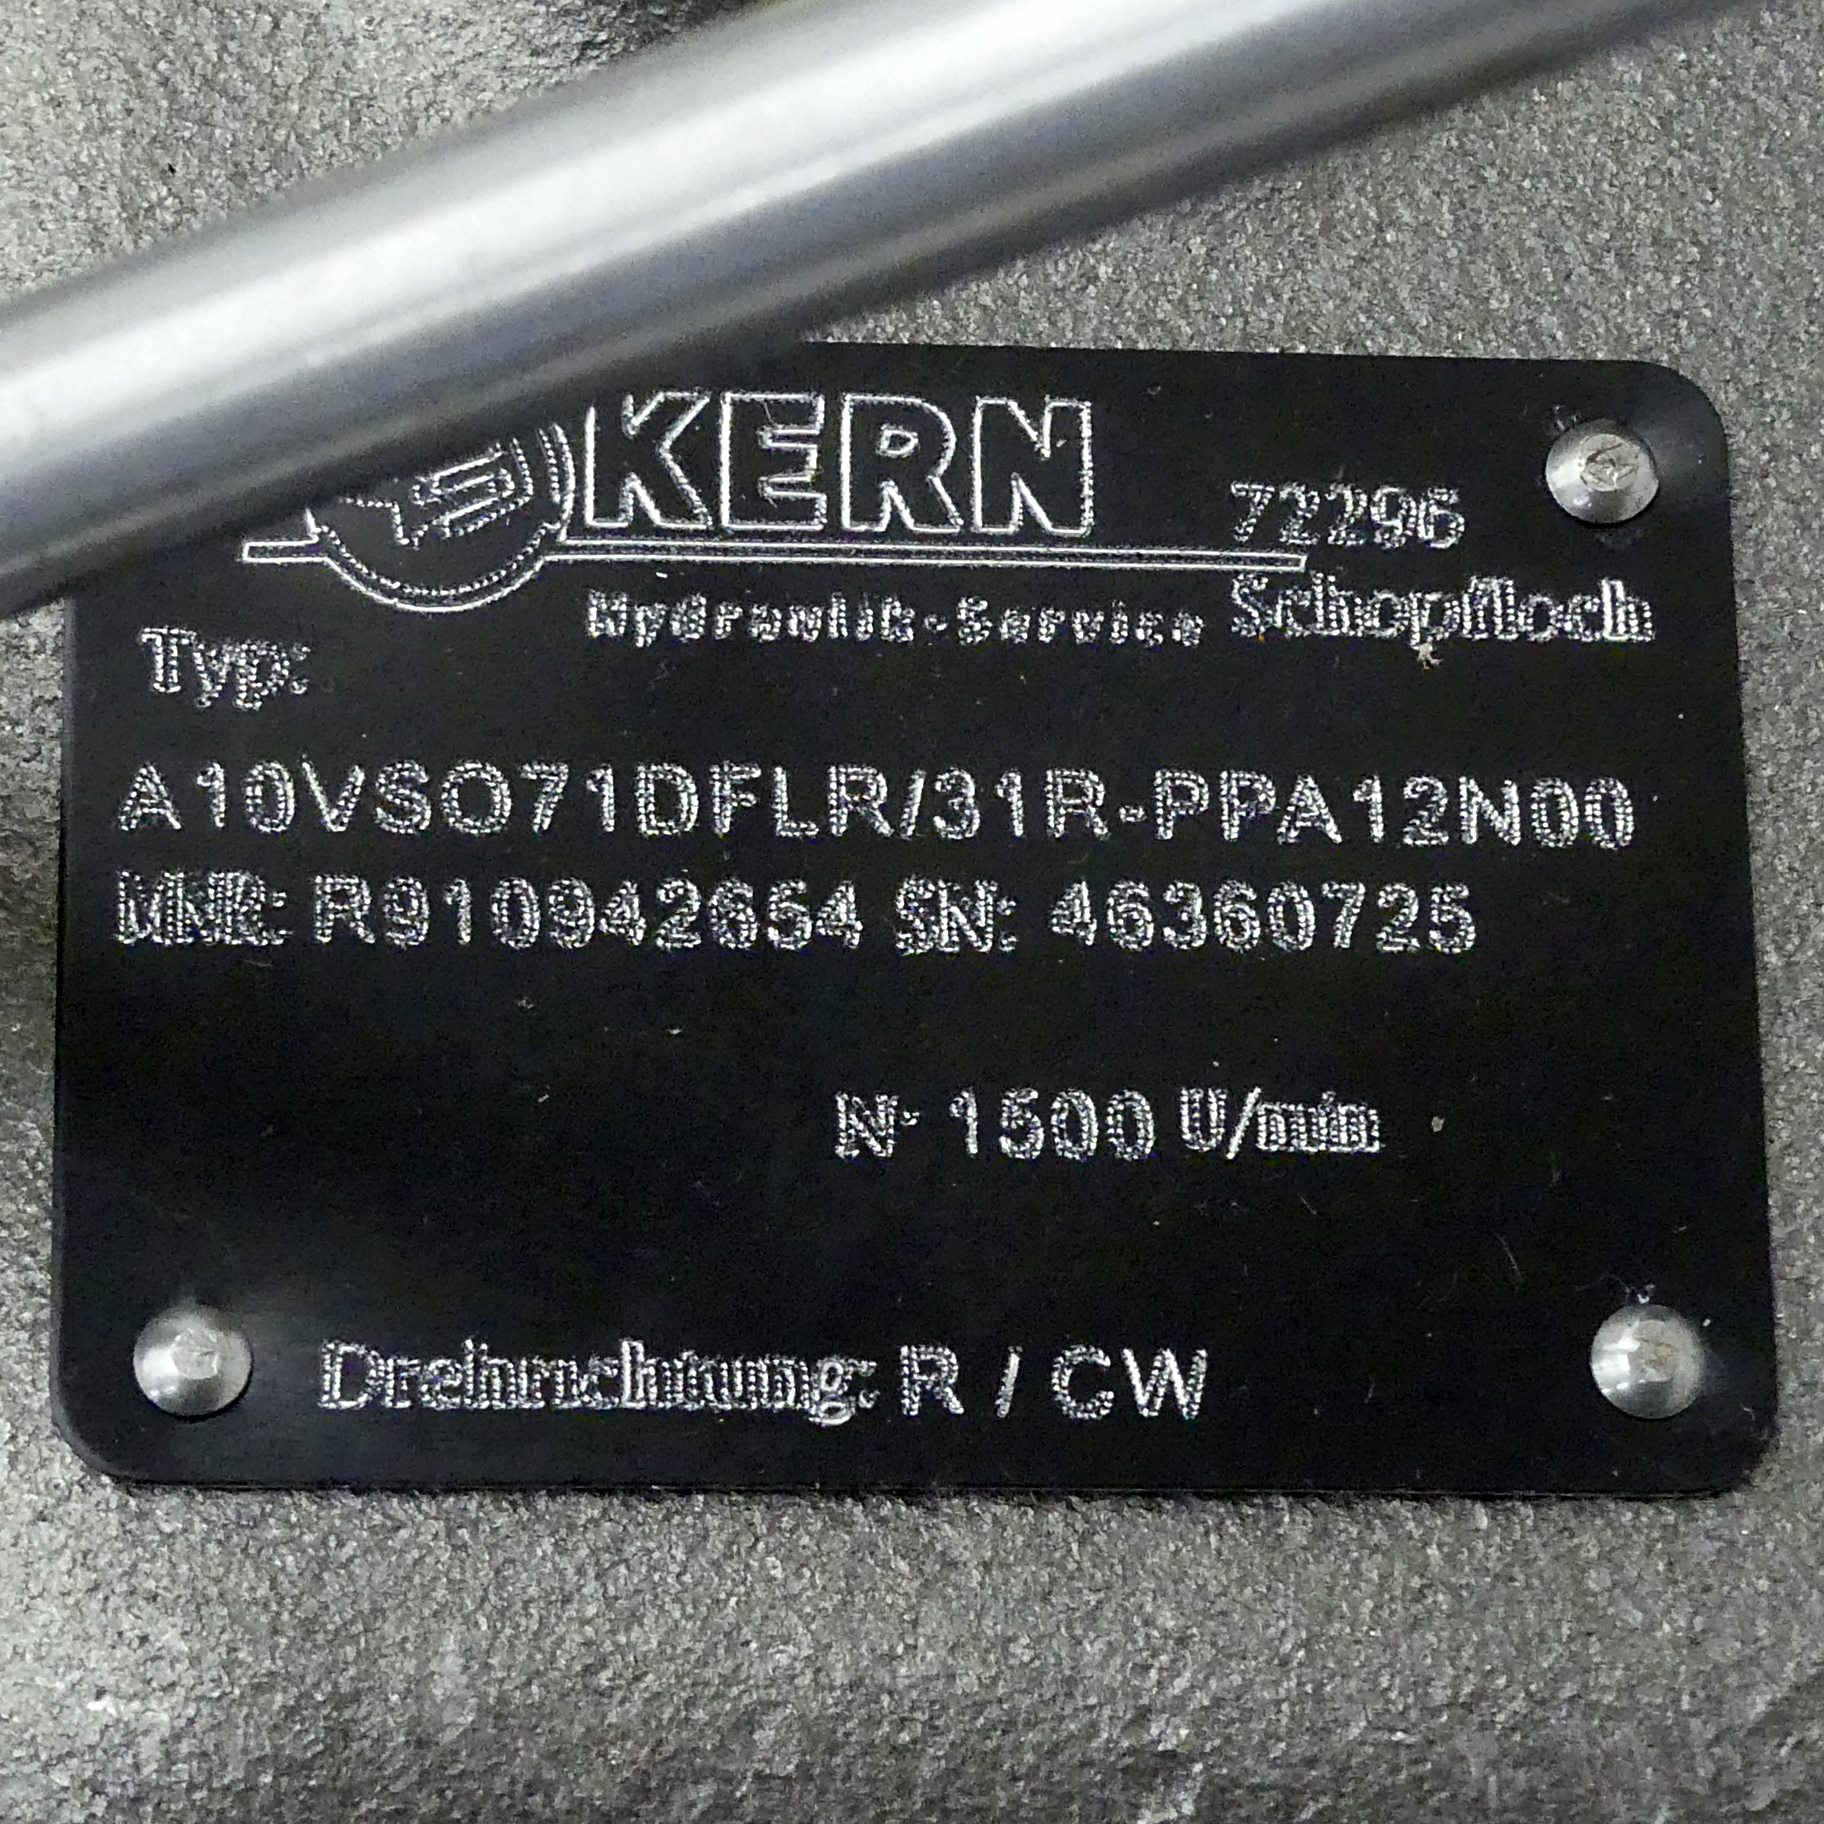 KERN
72296
Hydraulik-Service Schopfloch
Typ:
A10VSO71DFLR/31R-PPA12N00
MNR: R910942654 SN: 46360725
N· 1500 U/min
Drehrichtung: R / CW